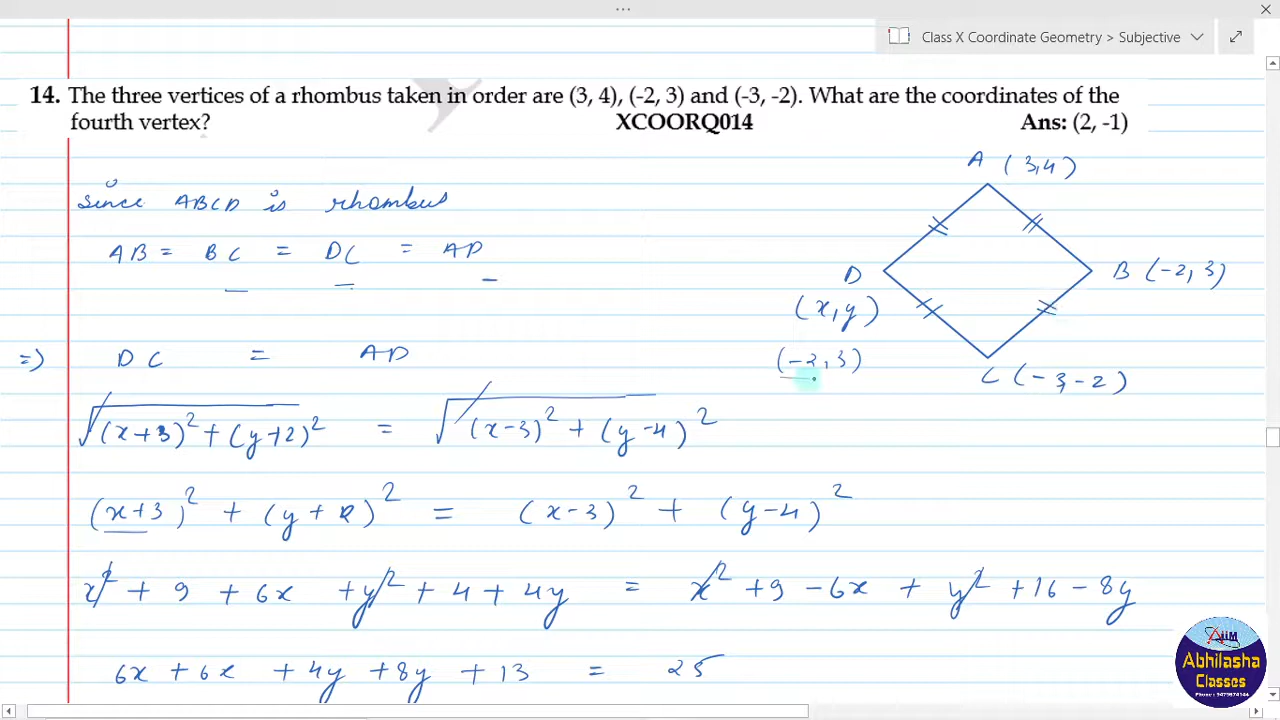 Class X Coordinate Geometry > Subjective
14. The three vertices of a rhombus taken in order are (3, 4), (-2, 3) and (-3, -2). What are the coordinates of the
fourth vertex? XCOORQ014 Ans: (2, -1)
A (3,4)
Since ABCD is rhombus
AB = BC = DC = AD
D B (-2, 3)
(x,y)
=) DC = AD
(-2,3)
C (-3 -2)
√(x+3)² + (y+2)² = √(x-3)² + (y-4)²
(x+3)² + (y+2)² = (x-3)² + (y-4)²
x² + 9 + 6x + y² + 4 + 4y = x² + 9 - 6x + y² + 16 - 8y
6x + 6x + 4y + 8y + 13 = 25
AIM
Abhilasha
Classes